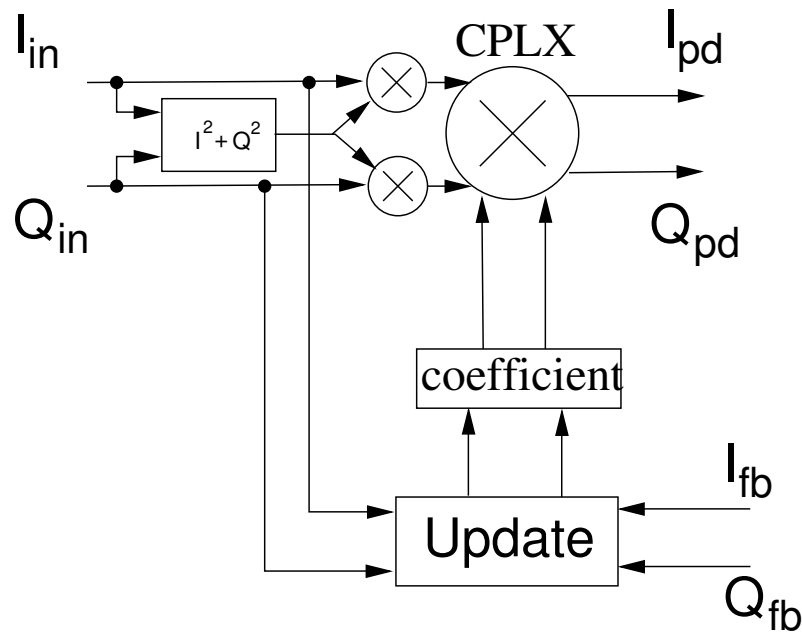 I_in
CPLX
I_pd
I^2+Q^2
Q_in
Q_pd
coefficient
I_fb
Update
Q_fb